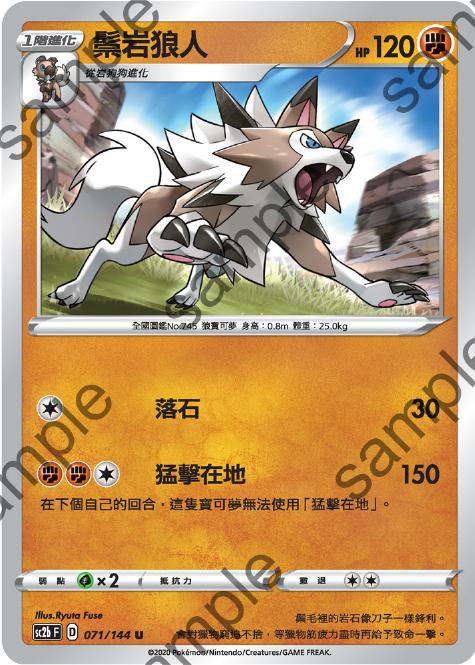 1階進化 鬃岩狼人 HP 120
從岩狗狗進化
全國圖鑑No.745 狼寶可夢 身高：0.8m 體重：25.0kg
落石 30
猛擊在地 150
在下個自己的回合，這隻寶可夢無法使用「猛擊在地」。
弱點 ×2 抵抗力 撤退
Illus.Ryuta Fuse
鬃毛裡的岩石像刀子一樣鋒利。
sc2b F D 071/144 U
會對獵物窮追不捨，等獵物筋疲力盡時再給予致命一擊。
©2020 Pokémon/Nintendo/Creatures/GAME FREAK.
sample
sample
sample
sample
sample
sample
sample